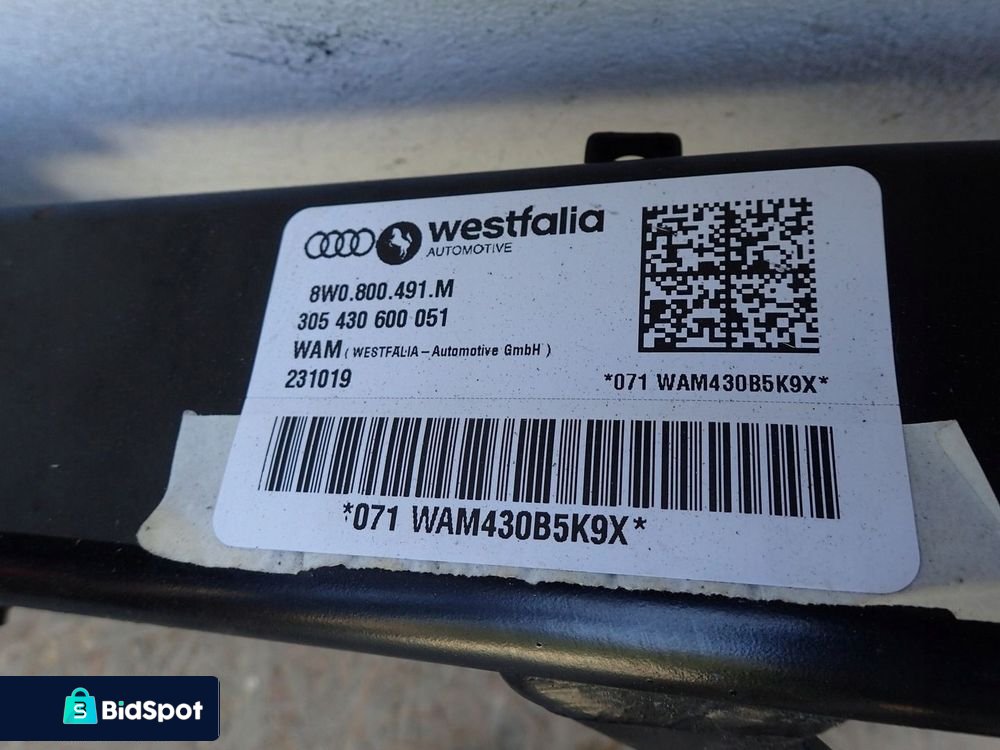 westfalia
AUTOMOTIVE
8W0.800.491.M
305 430 600 051
WAM ( WESTFALIA – Automotive GmbH )
231019
*071 WAM430B5K9X*
*071 WAM430B5K9X*
BidSpot